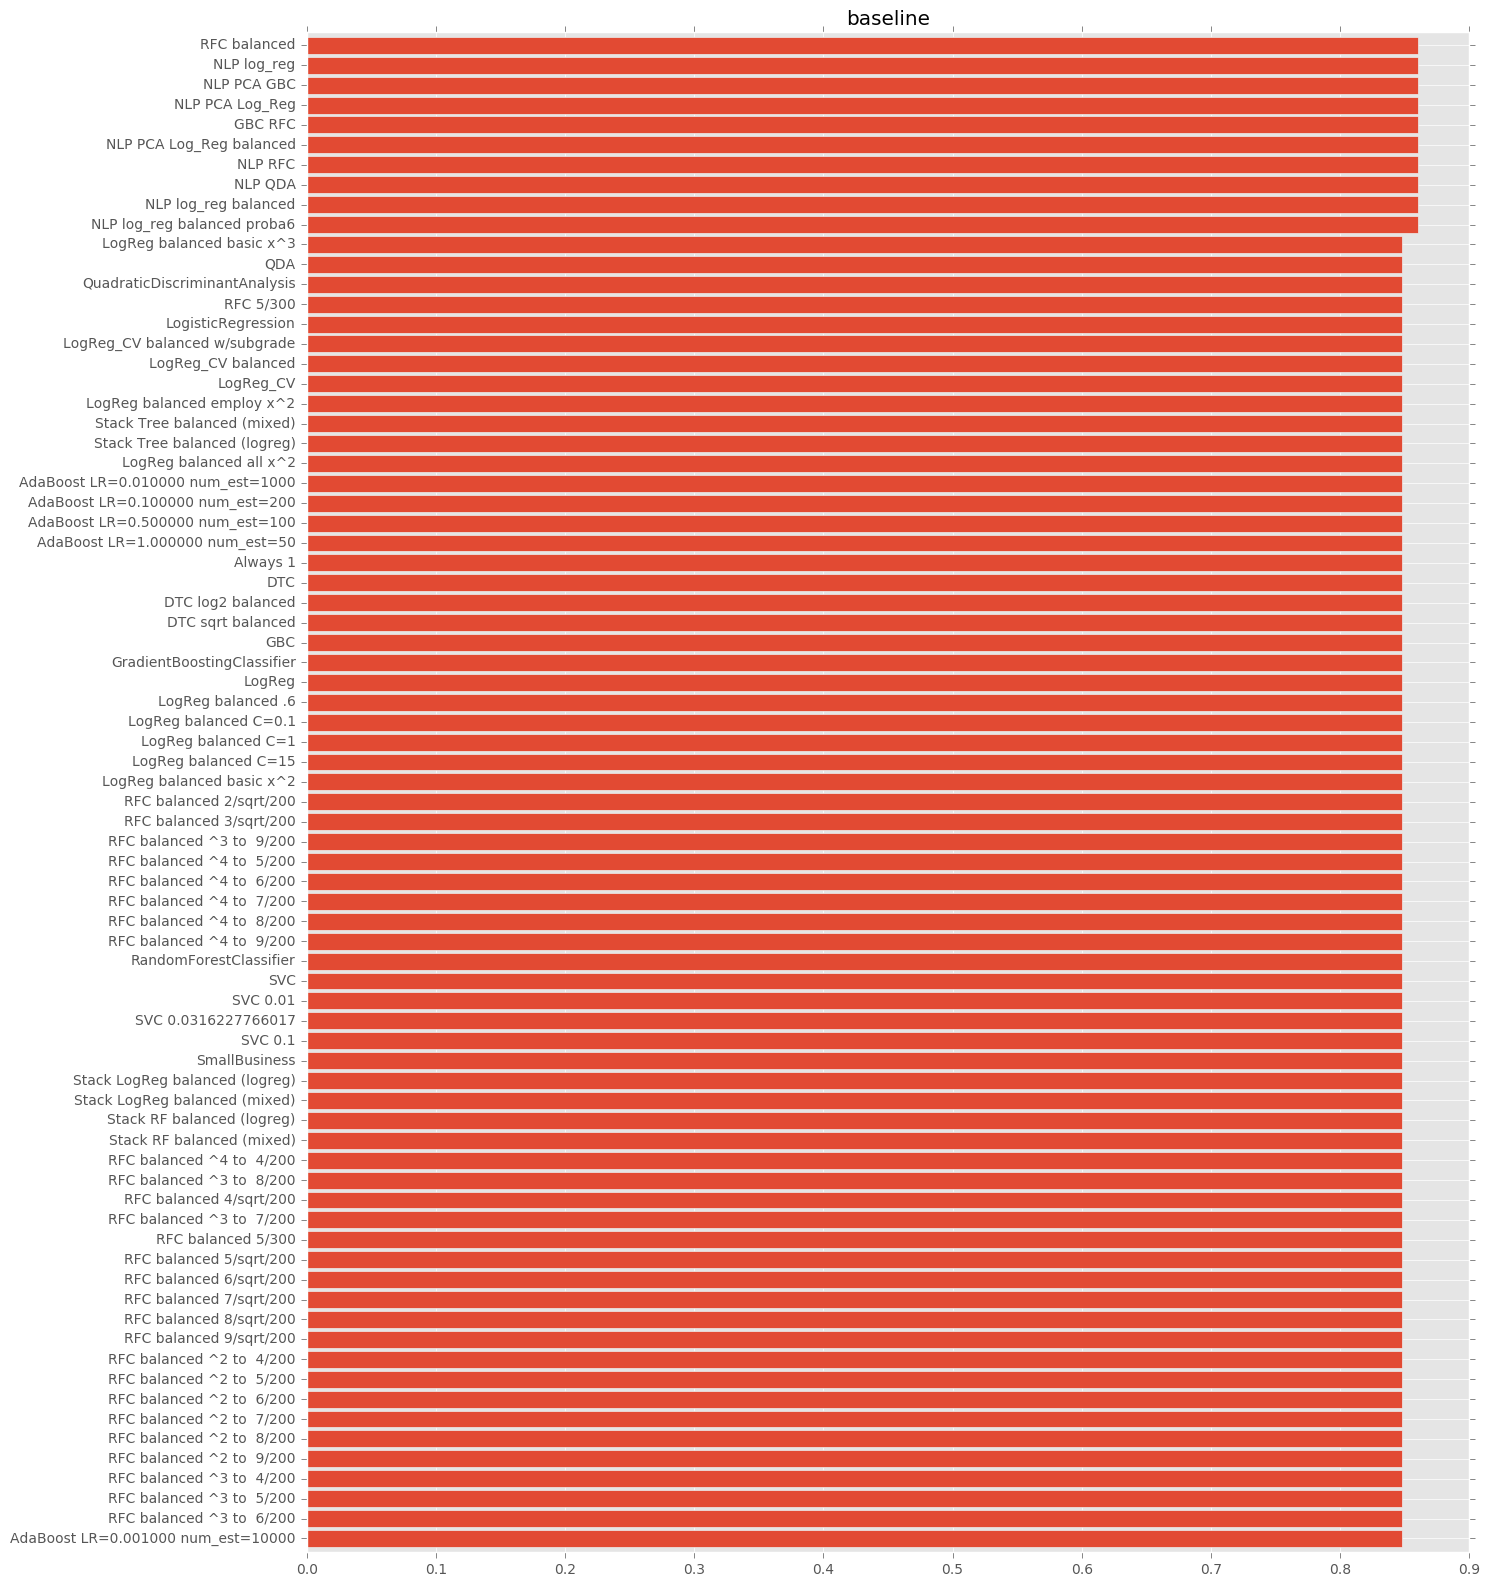 baseline
RFC balanced
NLP log_reg
NLP PCA GBC
NLP PCA Log_Reg
GBC RFC
NLP PCA Log_Reg balanced
NLP RFC
NLP QDA
NLP log_reg balanced
NLP log_reg balanced proba6
LogReg balanced basic x^3
QDA
QuadraticDiscriminantAnalysis
RFC 5/300
LogisticRegression
LogReg_CV balanced w/subgrade
LogReg_CV balanced
LogReg_CV
LogReg balanced employ x^2
Stack Tree balanced (mixed)
Stack Tree balanced (logreg)
LogReg balanced all x^2
AdaBoost LR=0.010000 num_est=1000
AdaBoost LR=0.100000 num_est=200
AdaBoost LR=0.500000 num_est=100
AdaBoost LR=1.000000 num_est=50
Always 1
DTC
DTC log2 balanced
DTC sqrt balanced
GBC
GradientBoostingClassifier
LogReg
LogReg balanced .6
LogReg balanced C=0.1
LogReg balanced C=1
LogReg balanced C=15
LogReg balanced basic x^2
RFC balanced 2/sqrt/200
RFC balanced 3/sqrt/200
RFC balanced ^3 to  9/200
RFC balanced ^4 to  5/200
RFC balanced ^4 to  6/200
RFC balanced ^4 to  7/200
RFC balanced ^4 to  8/200
RFC balanced ^4 to  9/200
RandomForestClassifier
SVC
SVC 0.01
SVC 0.0316227766017
SVC 0.1
SmallBusiness
Stack LogReg balanced (logreg)
Stack LogReg balanced (mixed)
Stack RF balanced (logreg)
Stack RF balanced (mixed)
RFC balanced ^4 to  4/200
RFC balanced ^3 to  8/200
RFC balanced 4/sqrt/200
RFC balanced ^3 to  7/200
RFC balanced 5/300
RFC balanced 5/sqrt/200
RFC balanced 6/sqrt/200
RFC balanced 7/sqrt/200
RFC balanced 8/sqrt/200
RFC balanced 9/sqrt/200
RFC balanced ^2 to  4/200
RFC balanced ^2 to  5/200
RFC balanced ^2 to  6/200
RFC balanced ^2 to  7/200
RFC balanced ^2 to  8/200
RFC balanced ^2 to  9/200
RFC balanced ^3 to  4/200
RFC balanced ^3 to  5/200
RFC balanced ^3 to  6/200
AdaBoost LR=0.001000 num_est=10000
0.0 0.1 0.2 0.3 0.4 0.5 0.6 0.7 0.8 0.9